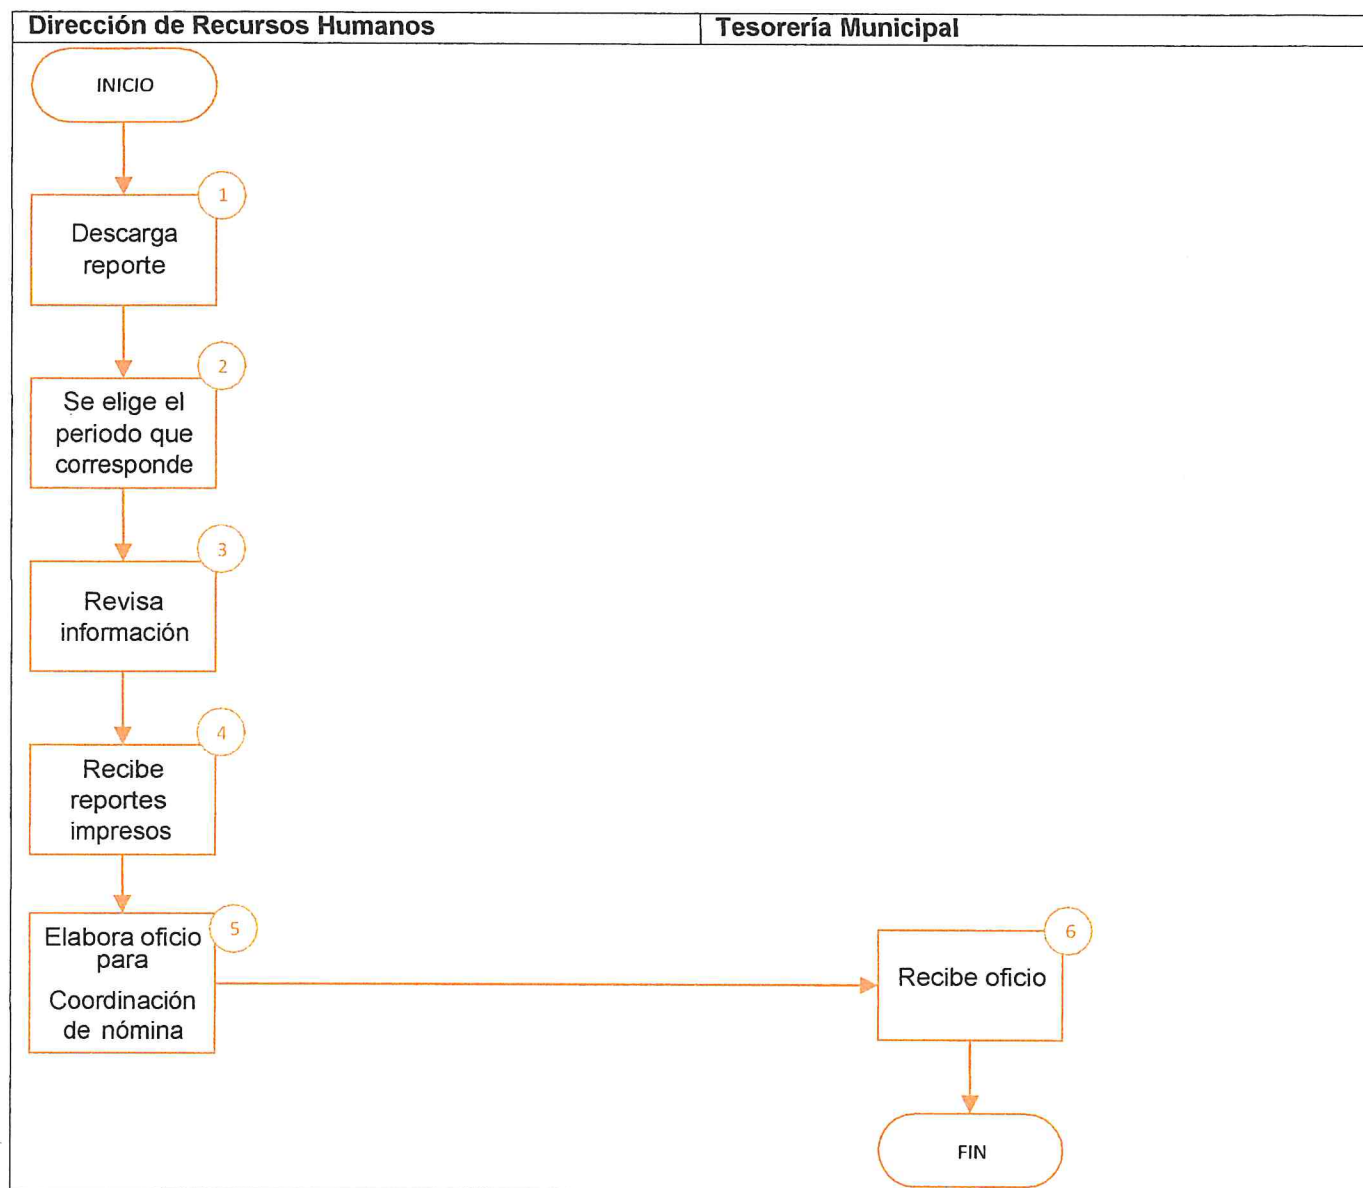 Dirección de Recursos Humanos
Tesorería Municipal
INICIO
1
Descarga
reporte
2
Se elige el
periodo que
corresponde
3
Revisa
información
4
Recibe
reportes
impresos
5
Elabora oficio
para
Coordinación
de nómina
6
Recibe oficio
FIN